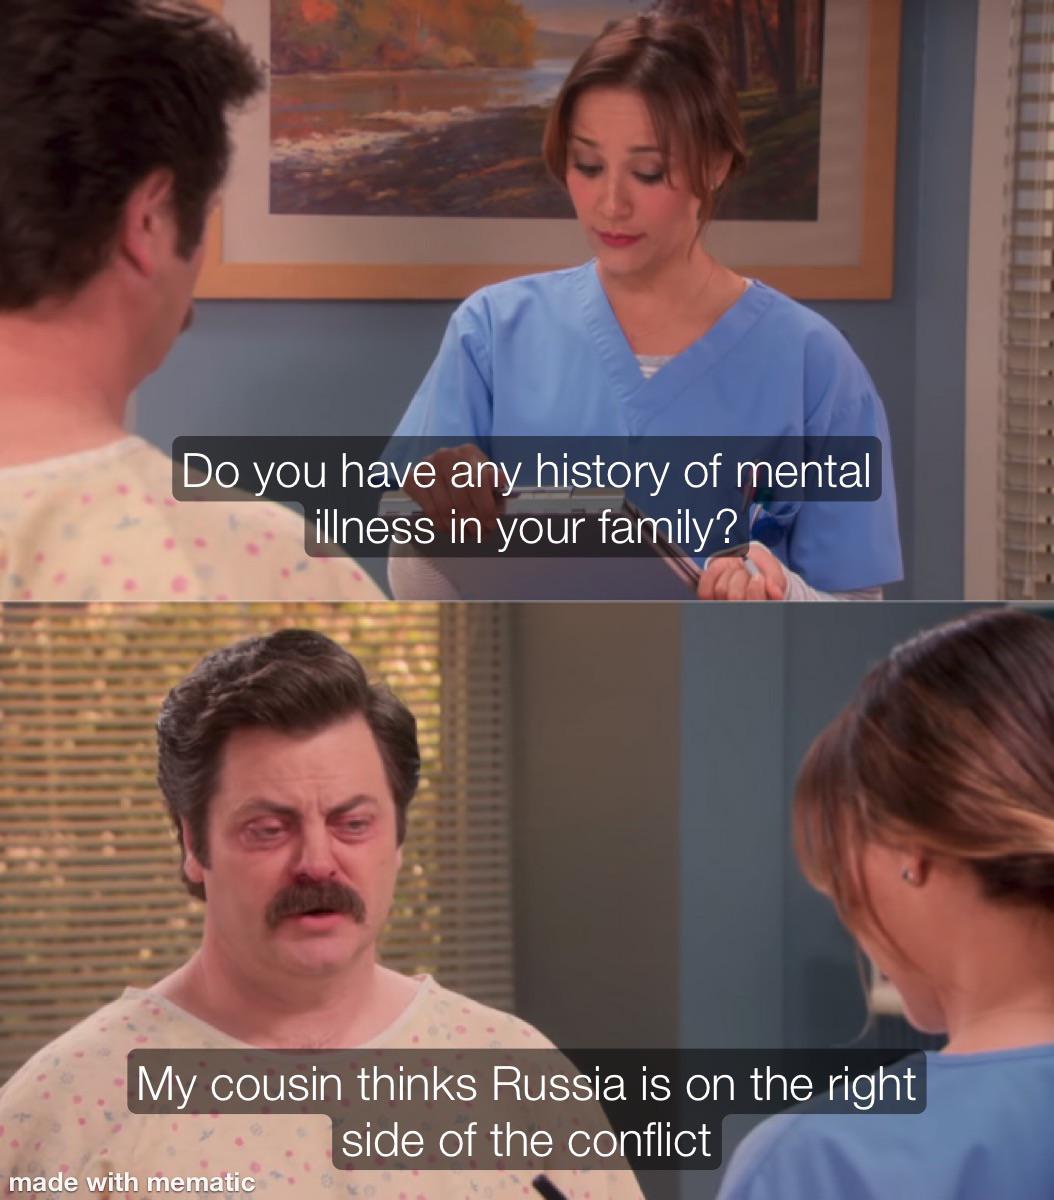 Do you have any history of mental
illness in your family?
My cousin thinks Russia is on the right
side of the conflict
made with mematic